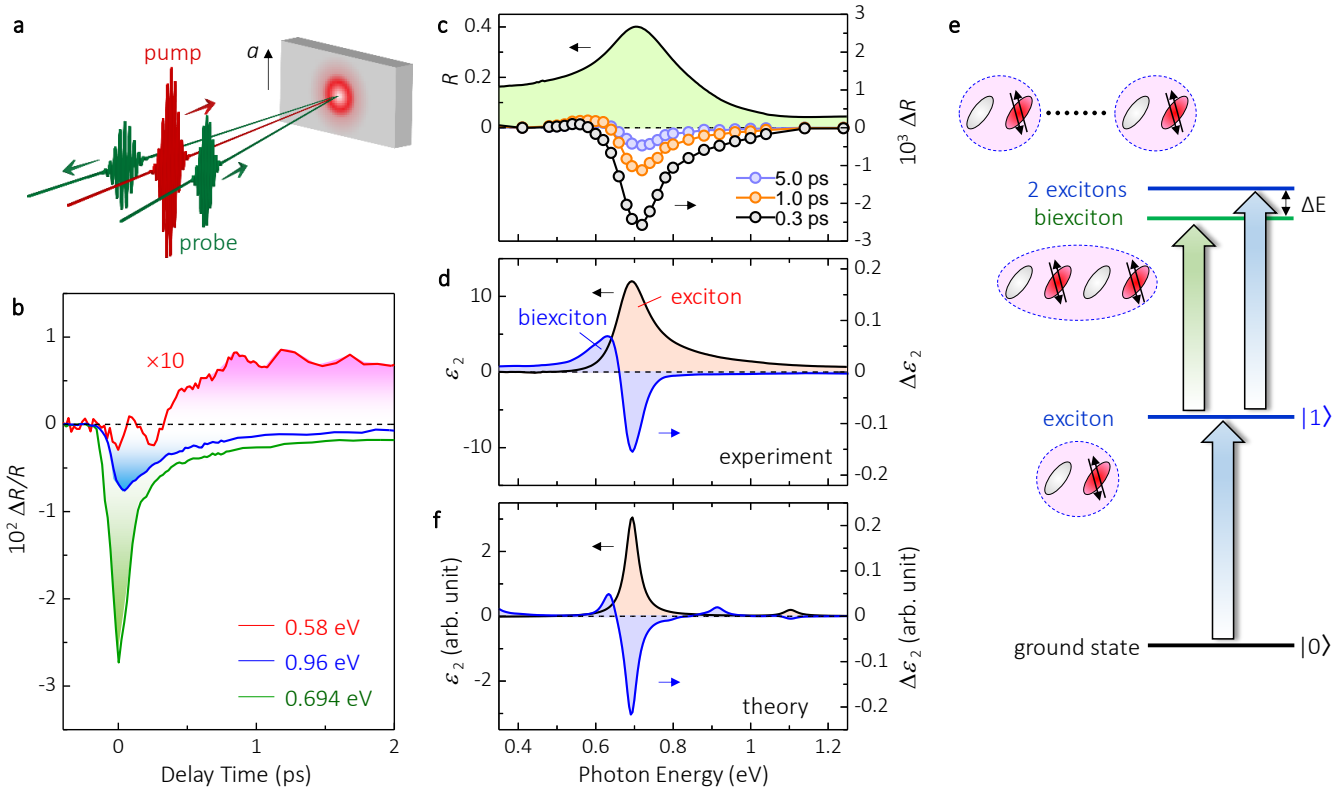 a
pump
a
probe
b
×10
1
0
-1
-2
-3
10² ΔR/R
0.58 eV
0.96 eV
0.694 eV
0
1
2
Delay Time (ps)
c
0.4
0.2
0
R
3
2
1
0
-1
-2
-3
10³ ΔR
5.0 ps
1.0 ps
0.3 ps
d
10
0
-10
ε₂
exciton
biexciton
0.2
0.1
0
-0.1
-0.2
Δε₂
experiment
f
2
0
-2
ε₂ (arb. unit)
0.2
0.1
0
-0.1
-0.2
Δε₂ (arb. unit)
theory
0.4
0.6
0.8
1.0
1.2
Photon Energy (eV)
e
2 excitons
biexciton
ΔE
exciton
|1⟩
ground state
|0⟩